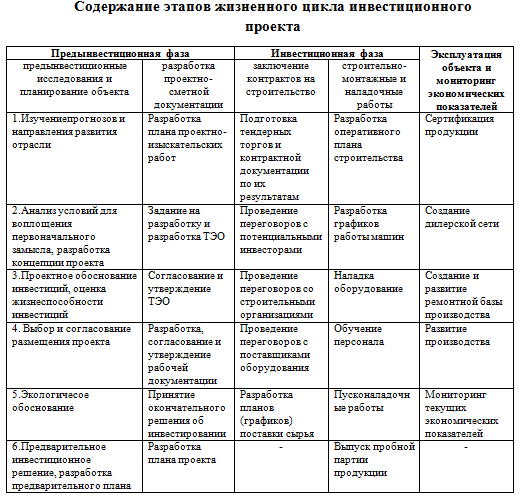 Содержание этапов жизненного цикла инвестиционного
проекта
Предынвестиционная фаза
Инвестиционная фаза
Эксплуатация
объекта и
мониторинг
экономических
показателей
предынвестиционные
исследования и
планирование объекта
разработка
проектно-
сметной
документации
заключение
контрактов на
строительство
строительно-
монтажные и
наладочные
работы
1.Изучениепрогнозов и
направления развития
отрасли
Разработка
плана проектно-
изыскательских
работ
Подготовка
тендерных
торгов и
контрактной
документации
по их
результатам
Разработка
оперативного
плана
строительства
Сертификация
продукции
2.Анализ условий для
воплощения
первоначального
замысла, разработка
концепции проекта
Задание на
разработку и
разработка ТЭО
Проведение
переговоров с
потенциальными
инвесторами
Разработка
графиков
работы машин
Создание
дилерской сети
3.Проектное обоснование
инвестиций, оценка
жизнеспособности
инвестиций
Согласование и
утверждение
ТЭО
Проведение
переговоров со
строительными
организациями
Наладка
оборудование
Создание и
развитие
ремонтной базы
производства
4. Выбор и согласование
размещения проекта
Разработка,
согласование и
утверждение
рабочей
документации
Проведение
переговоров с
поставщиками
оборудования
Обучение
персонала
Развитие
производства
5.Экологичесое
обоснование
Принятие
окончательного
решения об
инвестировании
Разработка
планов
(графиков)
поставки сырья
Пусконаладочн
ые работы
Мониторинг
текущих
экономических
показателей
6.Предварительное
инвестиционное
решение, разработка
предварительного плана
Разработка
плана проекта
-
Выпуск пробной
партии
продукции
-